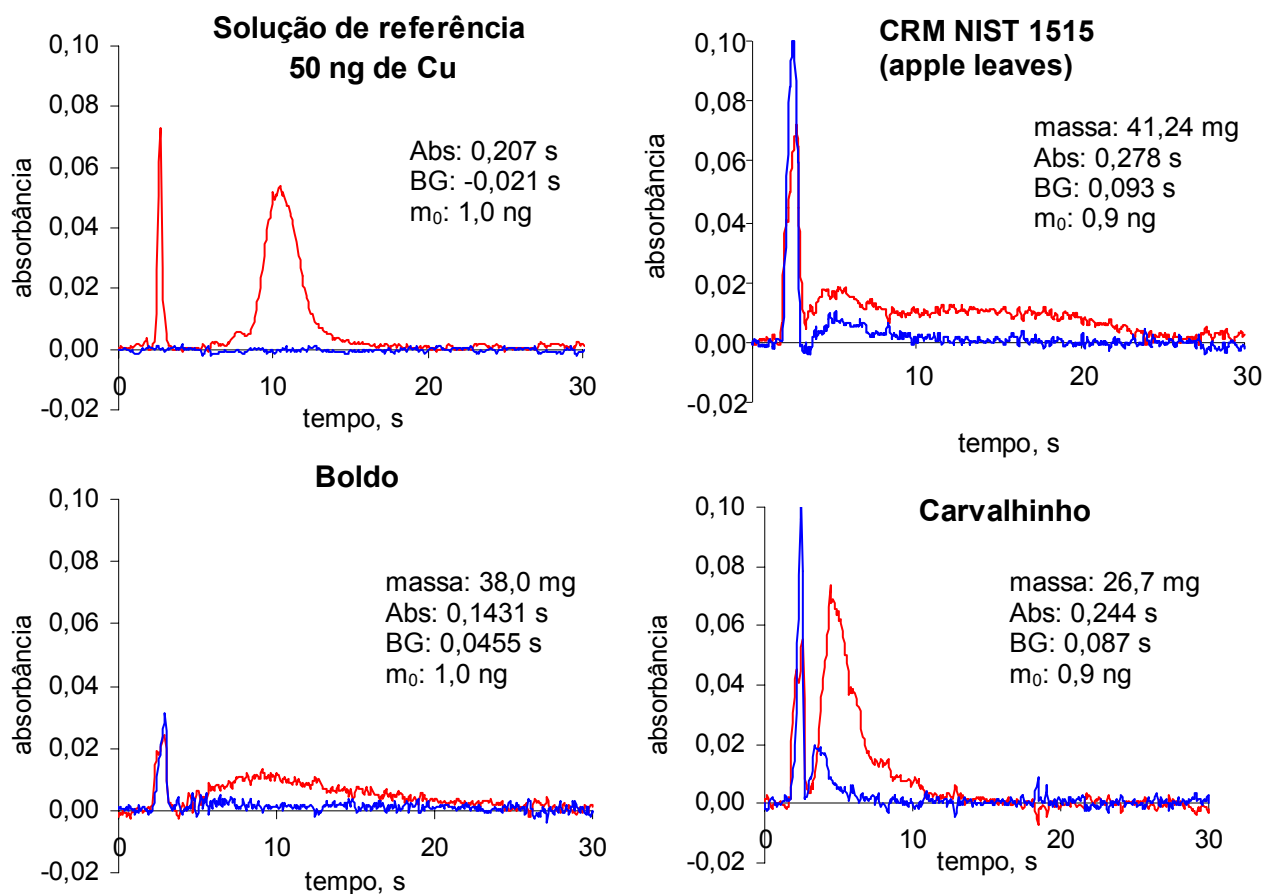 Solução de referência
50 ng de Cu
0,10
0,08
0,06
0,04
0,02
0,00
-0,02
absorbância
Abs: 0,207 s
BG: -0,021 s
m₀: 1,0 ng
0
10
20
30
tempo, s
CRM NIST 1515
(apple leaves)
0,10
0,08
0,06
0,04
0,02
0,00
-0,02
absorbância
massa: 41,24 mg
Abs: 0,278 s
BG: 0,093 s
m₀: 0,9 ng
10
20
30
tempo, s
Boldo
0,10
0,08
0,06
0,04
0,02
0,00
-0,02
absorbância
massa: 38,0 mg
Abs: 0,1431 s
BG: 0,0455 s
m₀: 1,0 ng
0
10
20
30
tempo, s
Carvalhinho
0,10
0,08
0,06
0,04
0,02
0,00
-0,02
absorbância
massa: 26,7 mg
Abs: 0,244 s
BG: 0,087 s
m₀: 0,9 ng
0
10
20
30
tempo, s